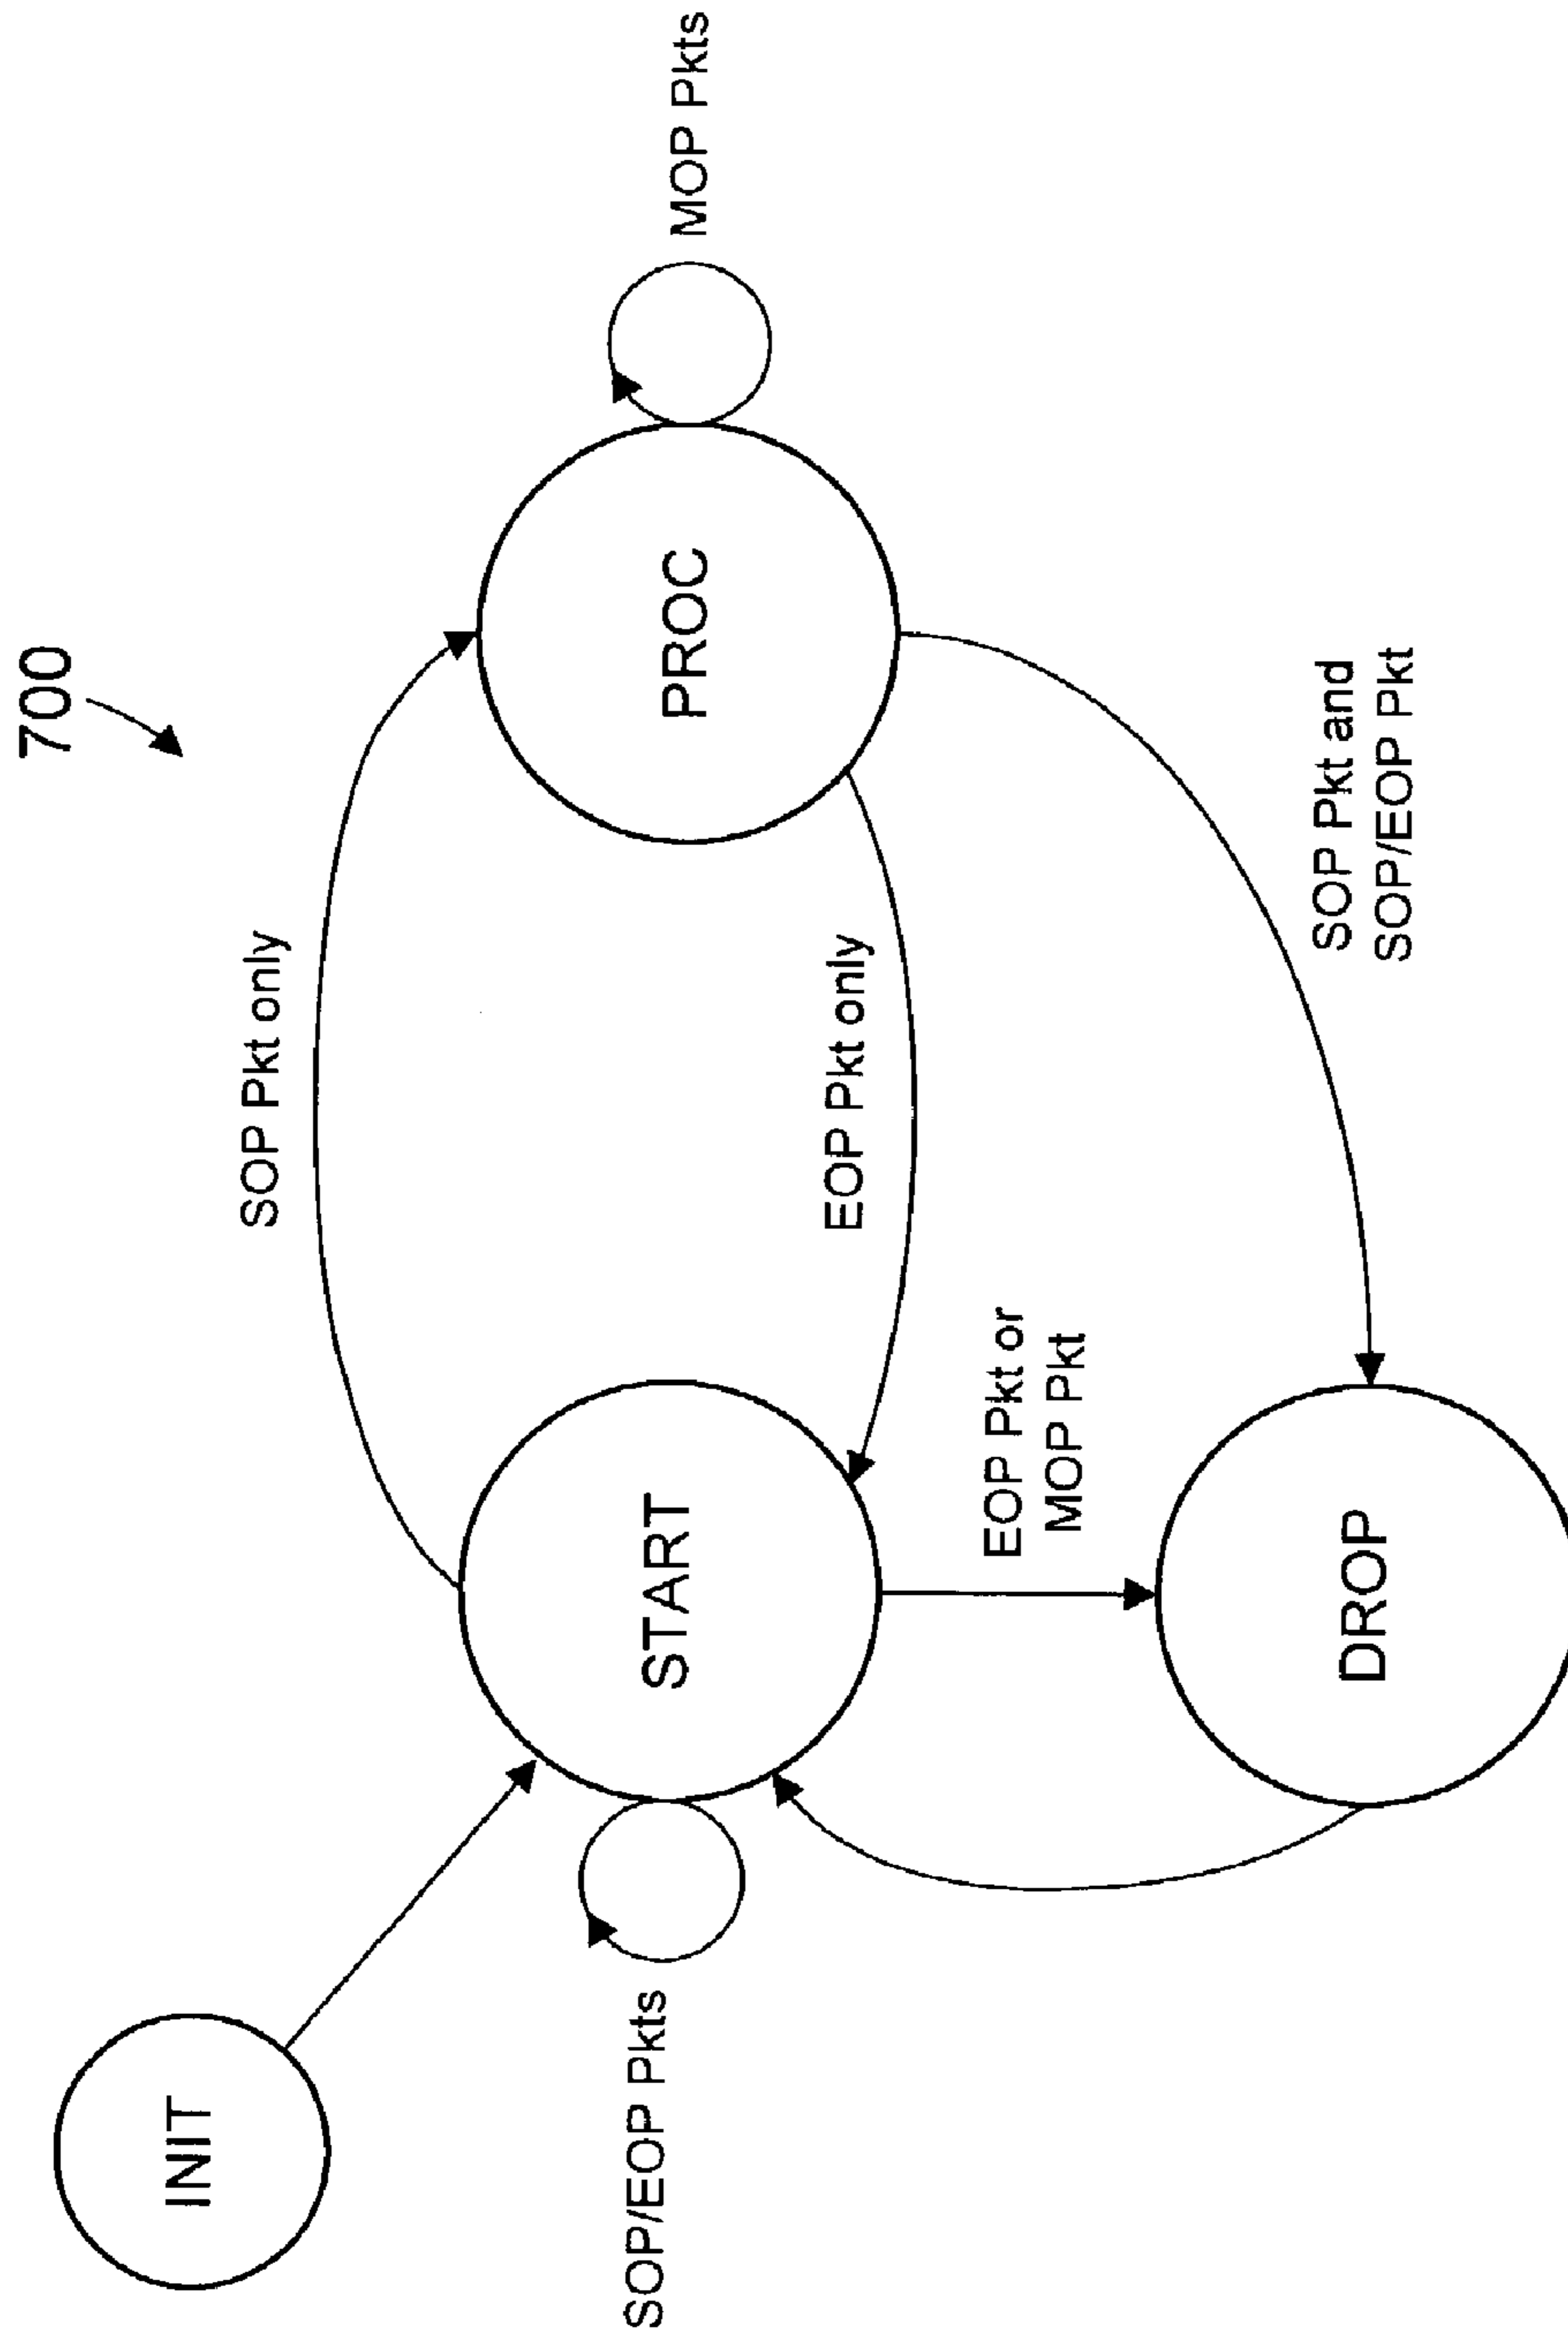 700
INIT
SOP Pkt only
SOP/EOP Pkts
START
PROC
MOP Pkts
EOP Pkt only
EOP Pkt or
MOP Pkt
SOP Pkt and
SOP/EOP Pkt
DROP